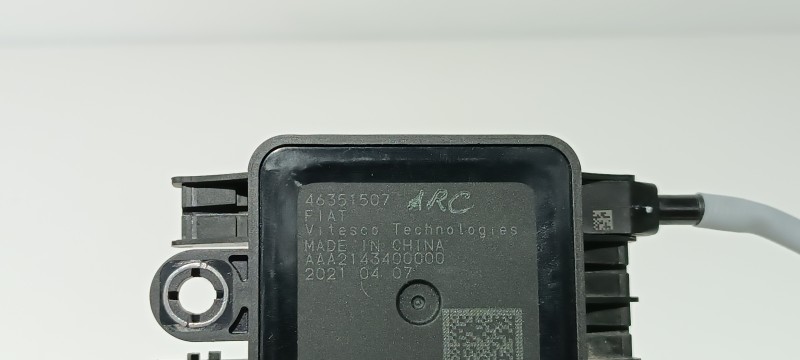 46351507 ARC
FIAT
Vitesco Technologies
MADE IN CHINA
AAA2143400000
2021 04 07